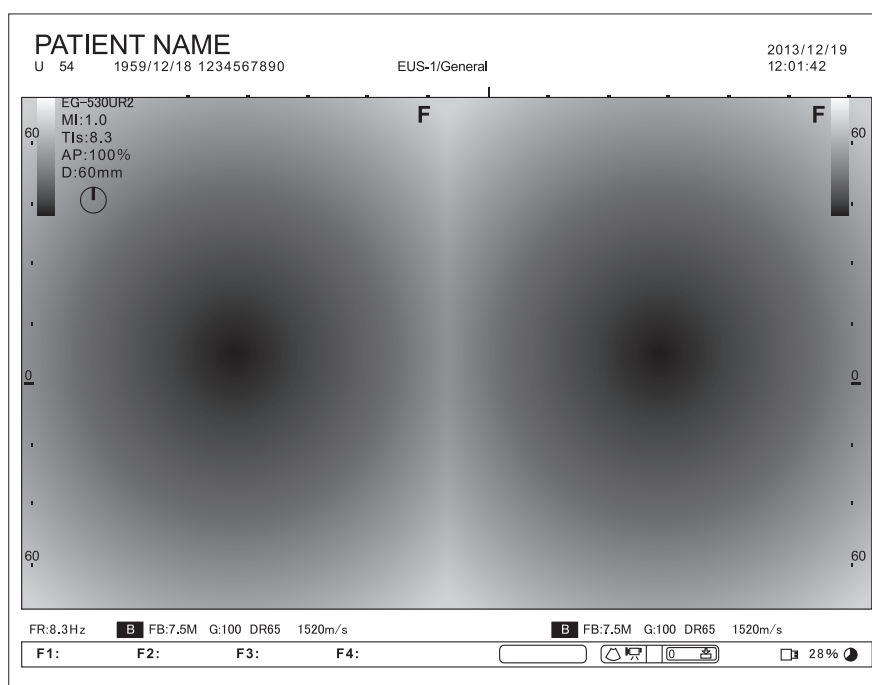 PATIENT NAME
U 54 1959/12/18 1234567890 EUS-1/General
2013/12/19
12:01:42
EG-530UR2
MI:1.0
TIs:8.3
AP:100%
D:60mm
F
F
60
60
0
0
60
60
FR:8.3Hz B FB:7.5M G:100 DR65 1520m/s B FB:7.5M G:100 DR65 1520m/s
F1: F2: F3: F4: 0 28%